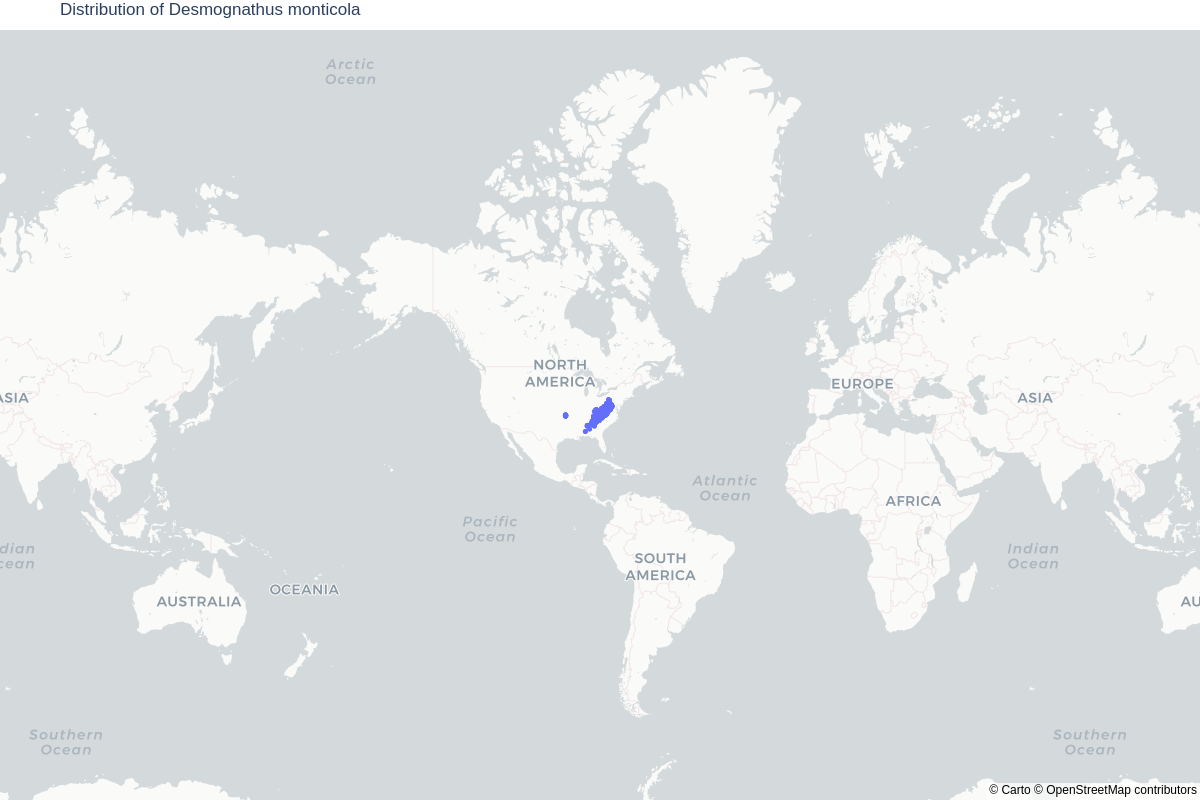 Distribution of Desmognathus monticola
Arctic
Ocean
NORTH
AMERICA
EUROPE
ASIA
ASIA
Atlantic
Ocean
AFRICA
Pacific
Ocean
dian
cean
Indian
Ocean
SOUTH
AMERICA
OCEANIA
AUSTRALIA
AU
Southern
Ocean
Southern
Ocean
© Carto © OpenStreetMap contributors